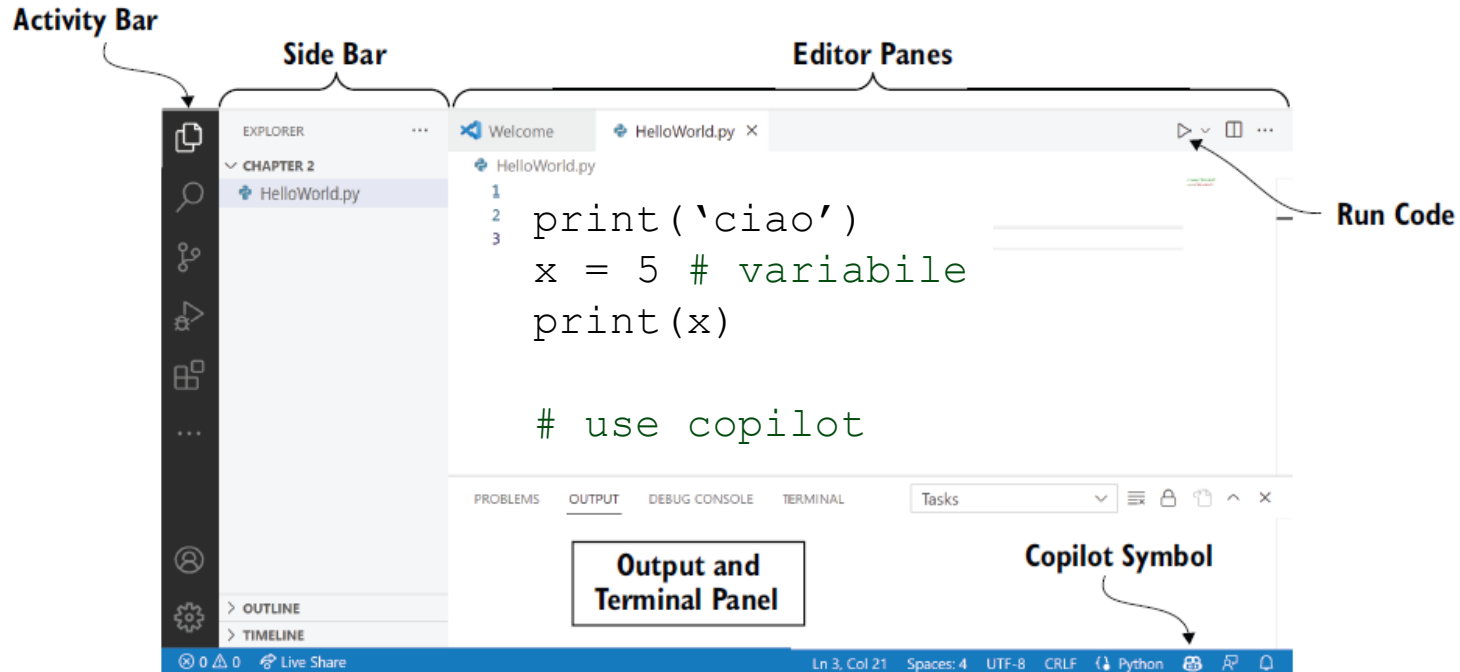 Activity Bar
Side Bar
Editor Panes
EXPLORER ...
Welcome
HelloWorld.py ×
CHAPTER 2
HelloWorld.py
HelloWorld.py
Run Code
1
2
3
print(‘ciao’)
x = 5 # variabile
print(x)
# use copilot
PROBLEMS OUTPUT DEBUG CONSOLE TERMINAL Tasks
Output and
Terminal Panel
Copilot Symbol
> OUTLINE
> TIMELINE
0 0 Live Share Ln 3, Col 21 Spaces: 4 UTF-8 CRLF Python